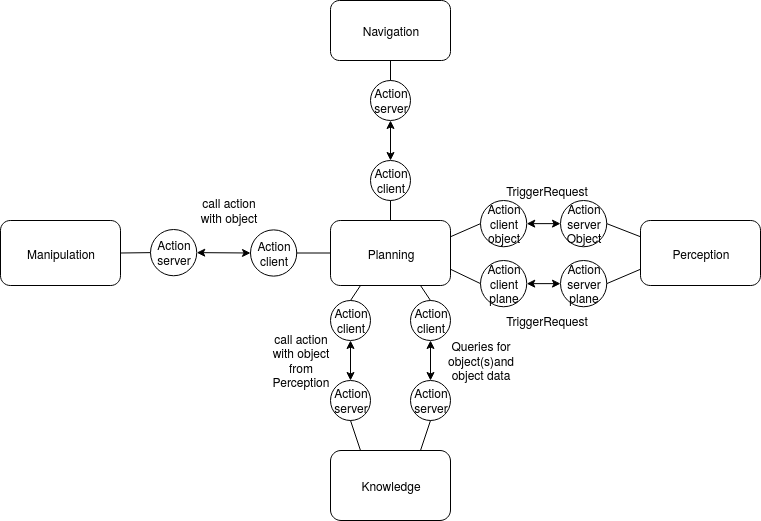 Navigation
Action
server
Action
client
call action
with object
TriggerRequest
Action
client
object
Action
server
Object
Manipulation
Action
server
Action
client
Planning
Perception
Action
client
plane
Action
server
plane
TriggerRequest
Action
client
Action
client
call action
with object
from
Perception
Queries for
object(s)and
object data
Action
server
Action
server
Knowledge